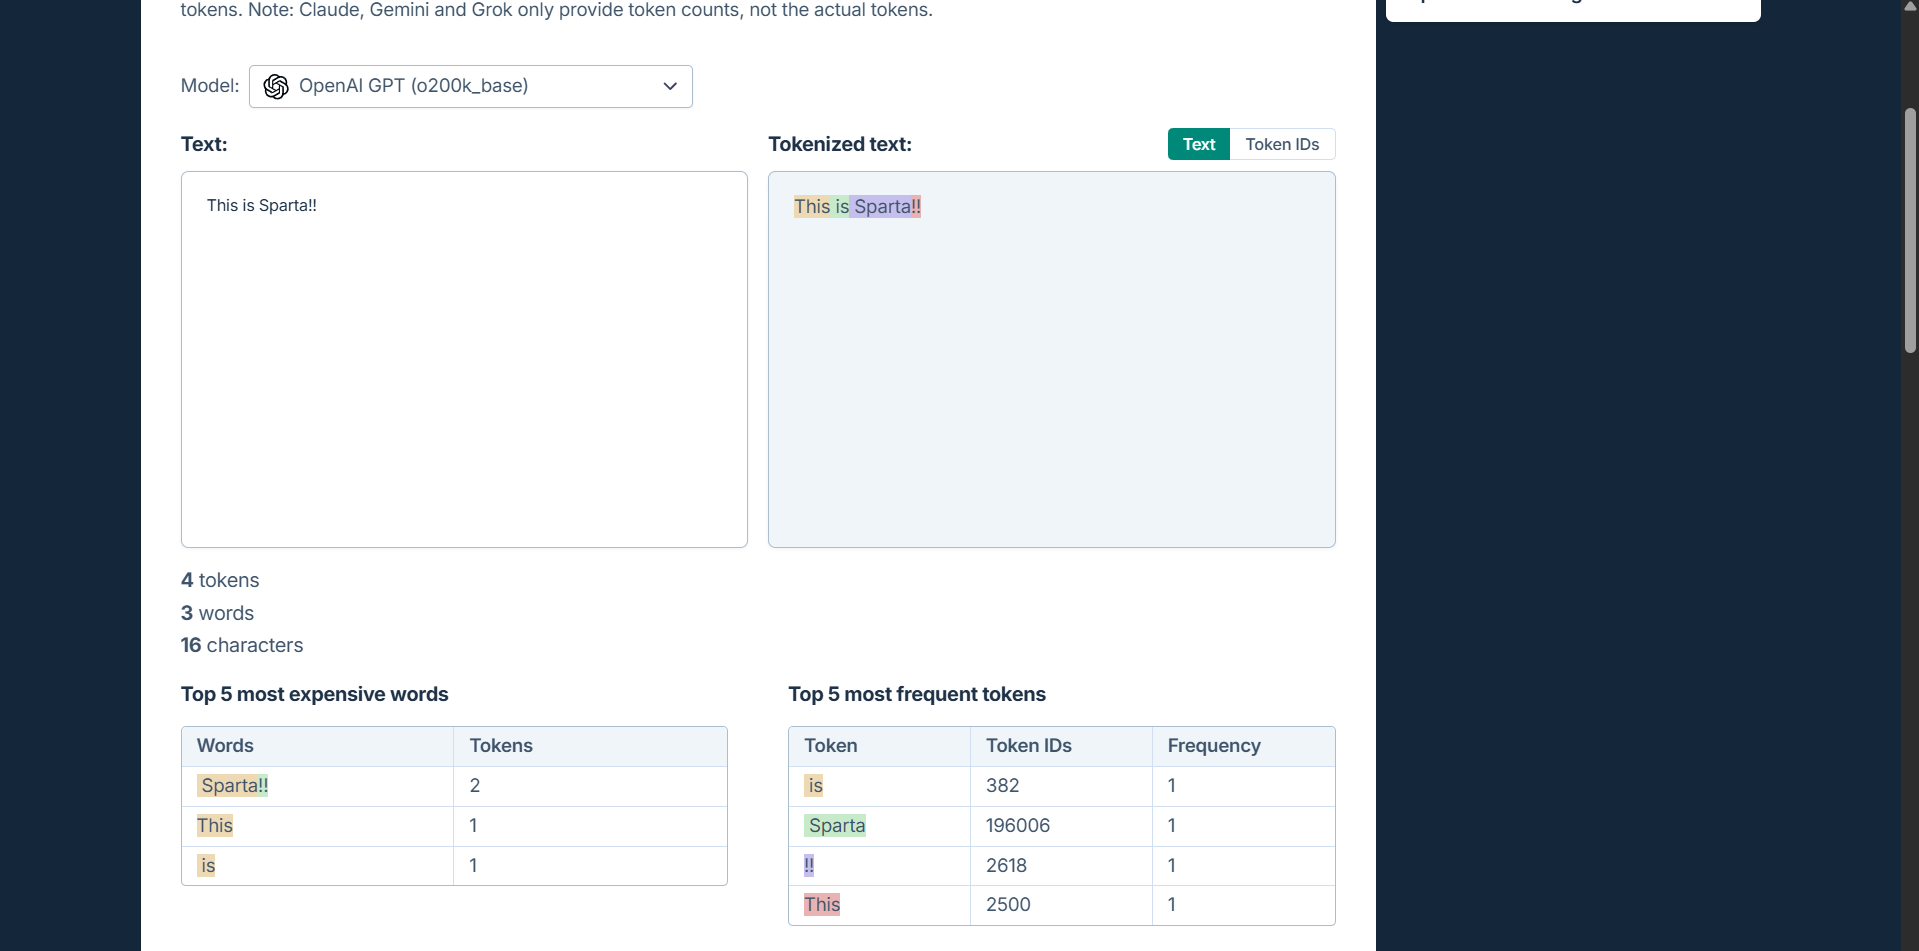 tokens. Note: Claude, Gemini and Grok only provide token counts, not the actual tokens.
Model: OpenAI GPT (o200k_base)
Text:
Tokenized text:
Text Token IDs
This is Sparta!!
This is Sparta!!
4 tokens
3 words
16 characters
Top 5 most expensive words
Words Tokens
Sparta!! 2
This 1
is 1
Top 5 most frequent tokens
Token Token IDs Frequency
is 382 1
Sparta 196006 1
!! 2618 1
This 2500 1